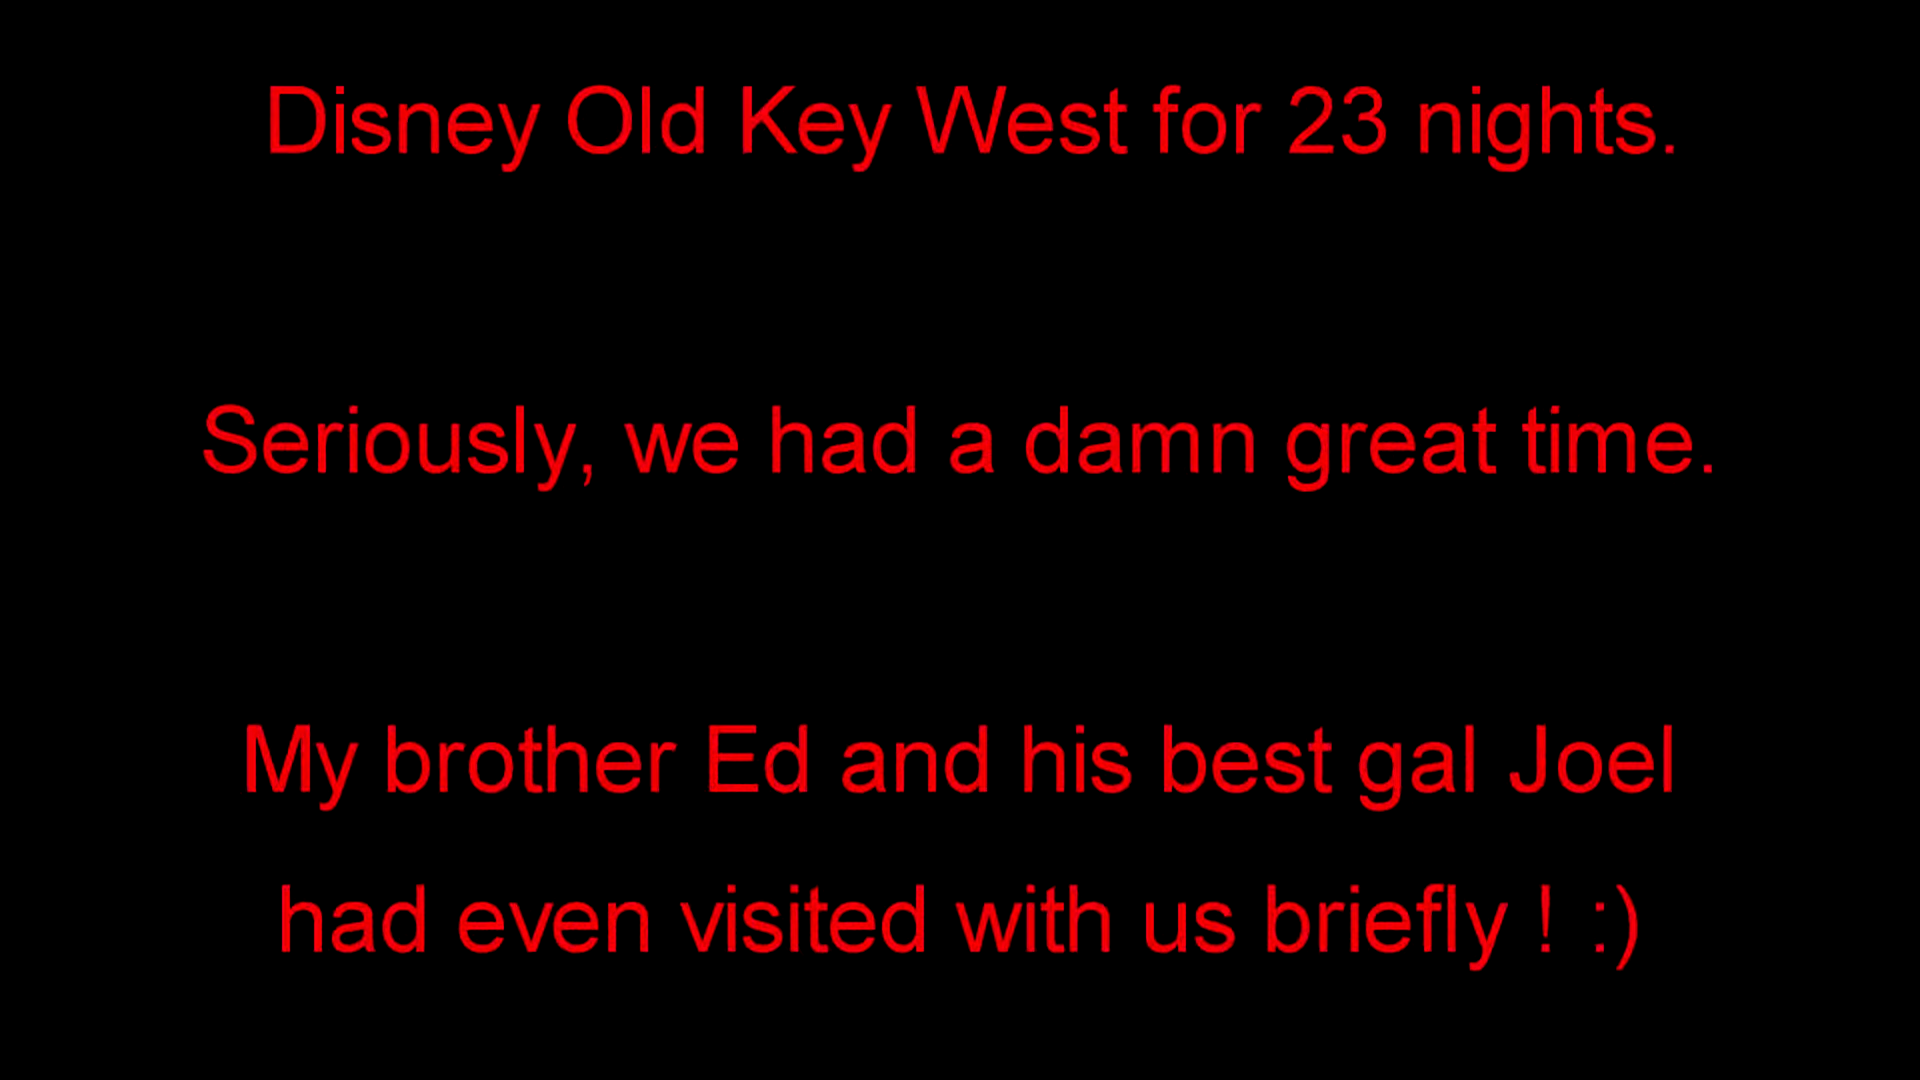 Disney Old Key West for 23 nights.
Seriously, we had a damn great time.
My brother Ed and his best gal Joel
had even visited with us briefly ! :)